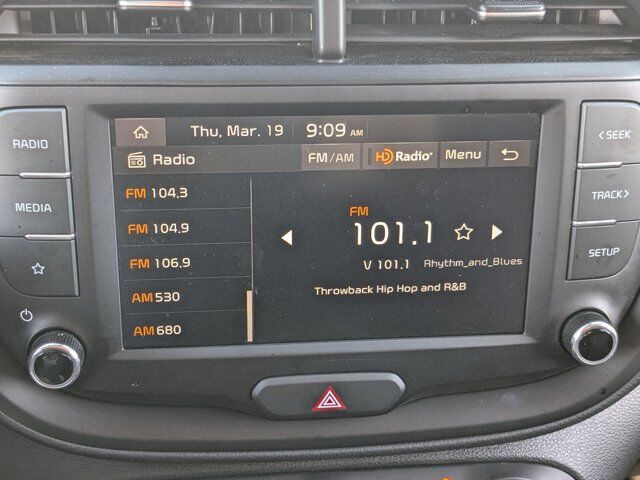 Thu, Mar. 19 9:09 AM
Radio FM/AM HD Radio Menu
FM 104.3
FM 104.9
FM 106.9
AM 530
AM 680
FM
101.1
V 101.1 Rhythm_and_Blues
Throwback Hip Hop and R&B
RADIO
MEDIA
< SEEK
TRACK >
SETUP